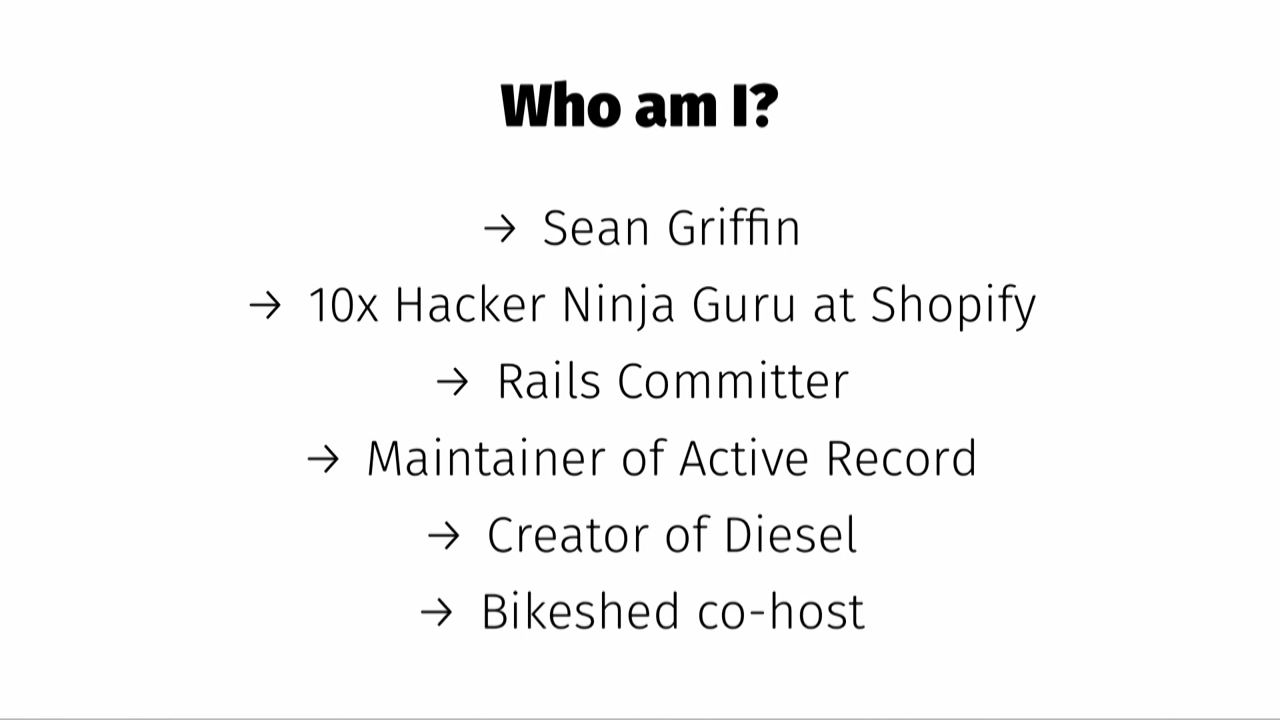 Who am I?
→ Sean Griffin
→ 10x Hacker Ninja Guru at Shopify
→ Rails Committer
→ Maintainer of Active Record
→ Creator of Diesel
→ Bikeshed co-host